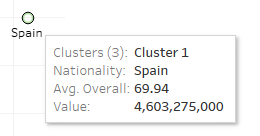 Spain
Clusters (3): Cluster 1
Nationality: Spain
Avg. Overall: 69.94
Value: 4,603,275,000